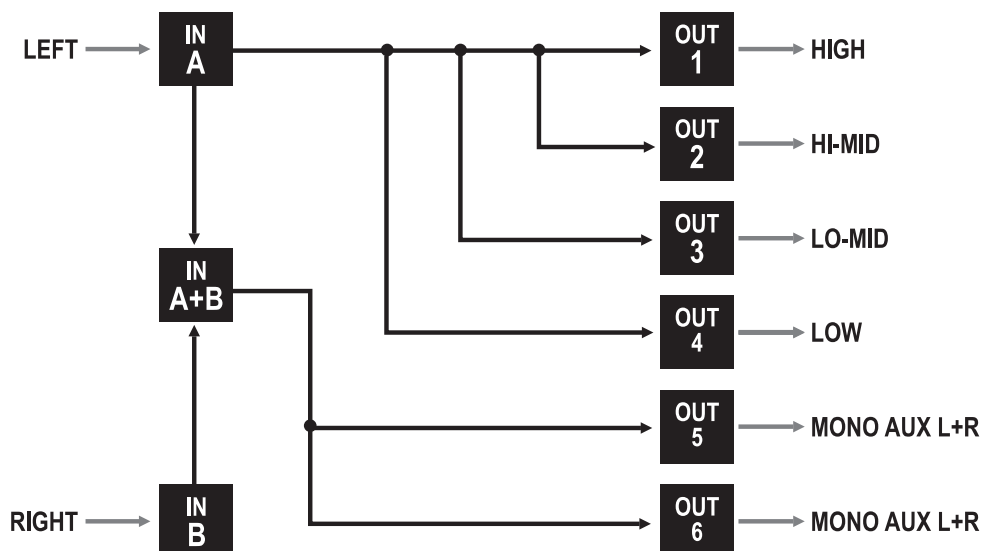 LEFT
IN
A
OUT
1
HIGH
OUT
2
HI-MID
OUT
3
LO-MID
IN
A+B
OUT
4
LOW
OUT
5
MONO AUX L+R
RIGHT
IN
B
OUT
6
MONO AUX L+R